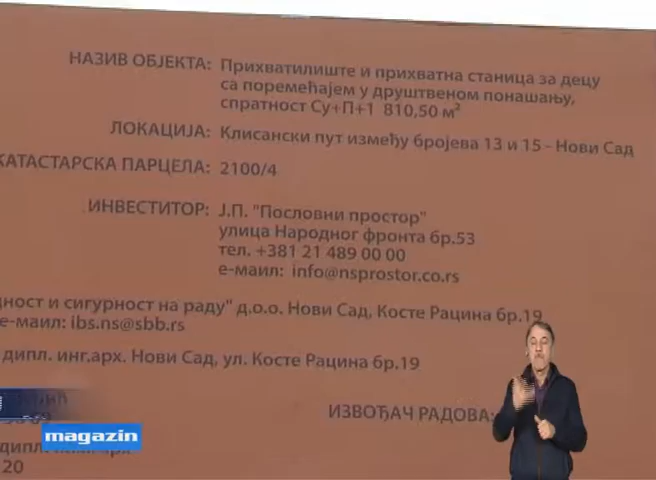 НАЗИВ ОБЈЕКТА: Прихватилиште и прихватна станица за децу
са поремећајем у друштвеном понашању,
спратност Су+П+1 810,50 м²
ЛОКАЦИЈА: Клисански пут између бројева 13 и 15 - Нови Сад
КАТАСТАРСКА ПАРЦЕЛА: 2100/4
ИНВЕСТИТОР: Ј.П. "Пословни простор"
улица Народног фронта бр.53
тел. +381 21 489 00 00
е-маил: info@nsprostor.co.rs
дност и сигурност на раду" д.о.о. Нови Сад, Косте Рацина бр.19
е-маил: ibs.ns@sbb.rs
дипл. инг.арх. Нови Сад, ул. Косте Рацина бр.19
ИЗВОЂАЧ РАДОВА:
magazin
20